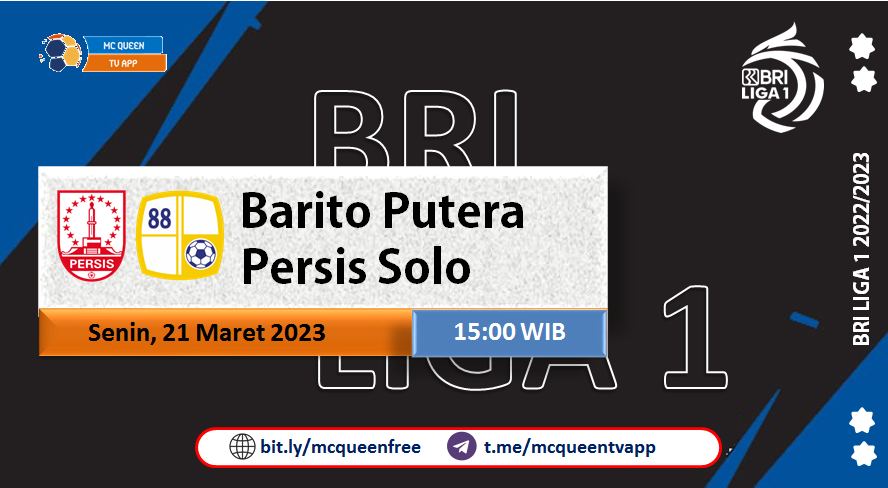 MC QUEEN
TV APP
BRI
LIGA 1
BRI
LIGA 1
PERSIS
88
Barito Putera
Persis Solo
Senin, 21 Maret 2023
15:00 WIB
BRI LIGA 1 2022/2023
bit.ly/mcqueenfree
t.me/mcqueentvapp